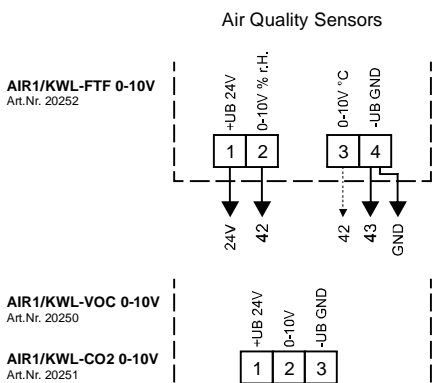 Air Quality Sensors
AIR1/KWL-FTF 0-10V
Art.Nr. 20252
+UB 24V
0-10V % r.H.
0-10V °C
-UB GND
1 2 3 4
24V
42
42
43
GND
AIR1/KWL-VOC 0-10V
Art.Nr. 20250
AIR1/KWL-CO2 0-10V
Art.Nr. 20251
+UB 24V
0-10V
-UB GND
1 2 3